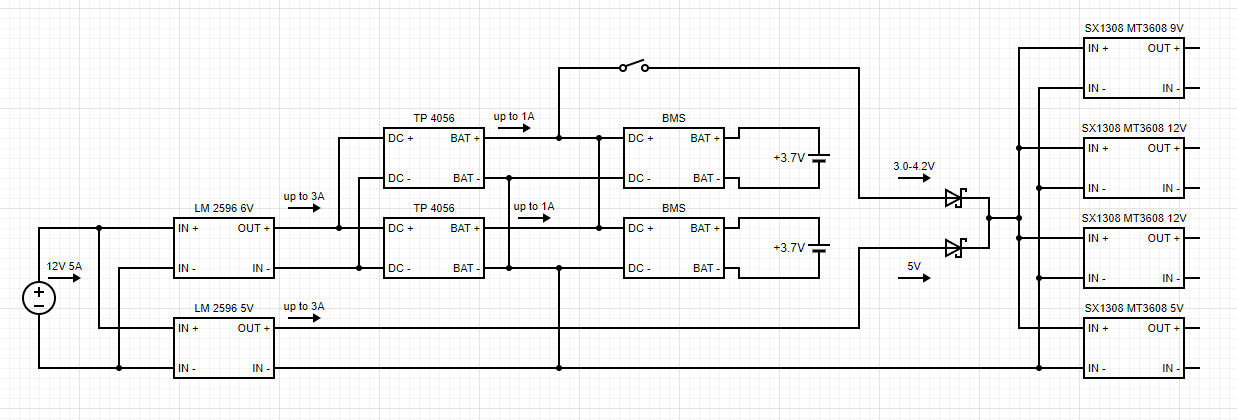 SX1308 MT3608 9V
IN + OUT +
IN - IN -
up to 1A
TP 4056
BMS
DC + BAT +
DC - BAT -
DC + BAT +
DC - BAT -
+3.7V
SX1308 MT3608 12V
IN + OUT +
IN - IN -
3.0-4.2V
up to 3A
LM 2596 6V
IN + OUT +
IN - IN -
TP 4056
up to 1A
BMS
DC + BAT +
DC - BAT -
DC + BAT +
DC - BAT -
+3.7V
SX1308 MT3608 12V
IN + OUT +
IN - IN -
12V 5A
5V
LM 2596 5V
up to 3A
IN + OUT +
IN - IN -
SX1308 MT3608 5V
IN + OUT +
IN - IN -